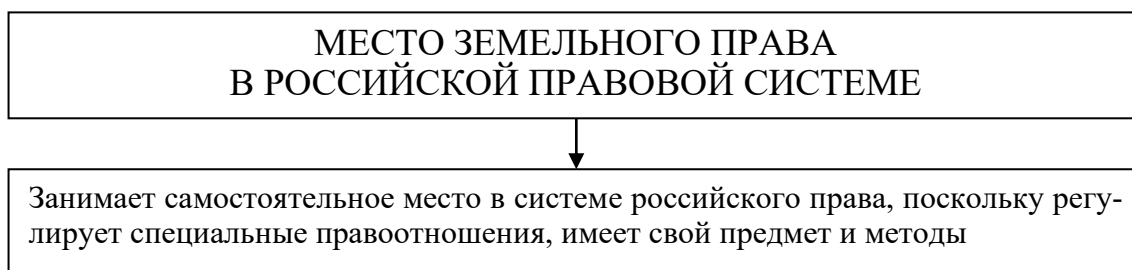 МЕСТО ЗЕМЕЛЬНОГО ПРАВА
В РОССИЙСКОЙ ПРАВОВОЙ СИСТЕМЕ
Занимает самостоятельное место в системе российского права, поскольку регу-
лирует специальные правоотношения, имеет свой предмет и методы